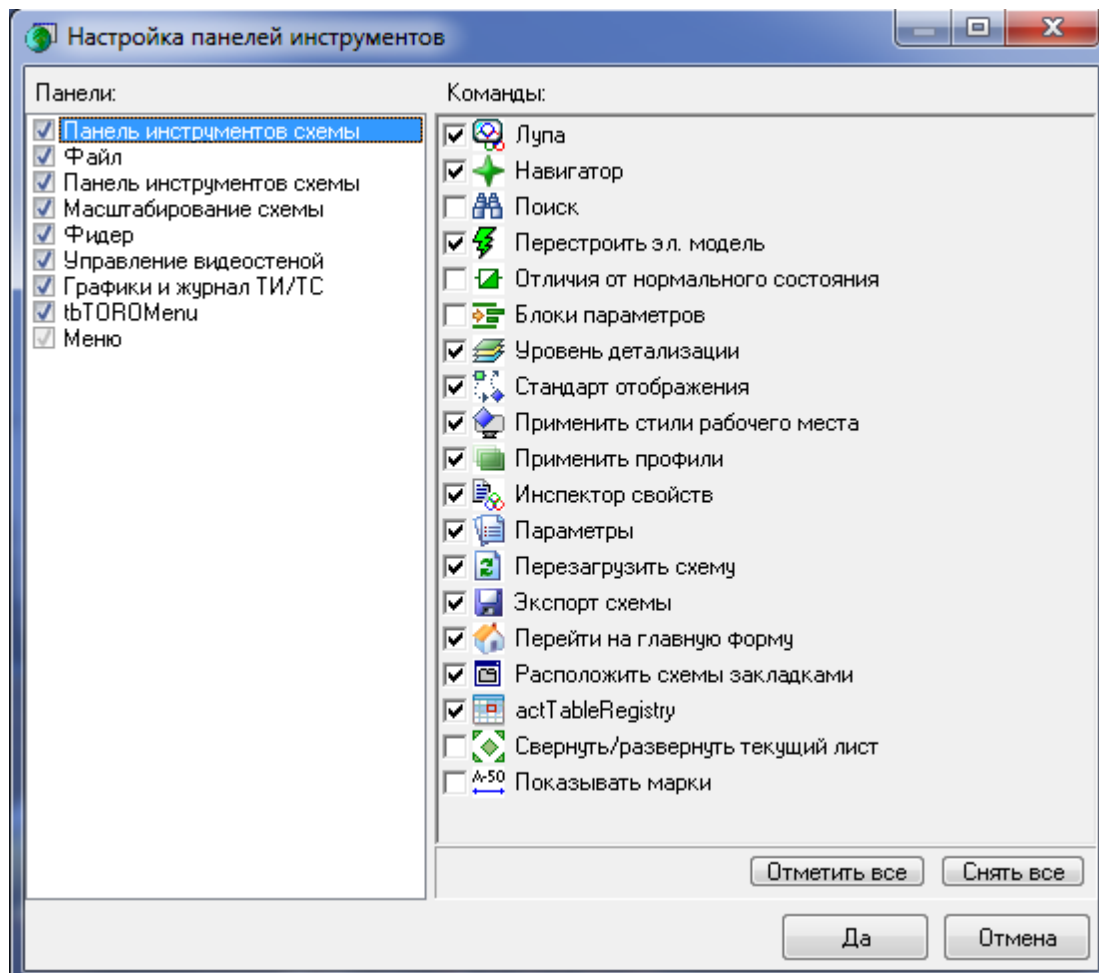 Настройка панелей инструментов
Панели:
Панель инструментов схемы
Файл
Панель инструментов схемы
Масштабирование схемы
Фидер
Управление видеостеной
Графики и журнал ТИ/ТС
tbTOROMenu
Меню
Команды:
Лупа
Навигатор
Поиск
Перестроить эл. модель
Отличия от нормального состояния
Блоки параметров
Уровень детализации
Стандарт отображения
Применить стили рабочего места
Применить профили
Инспектор свойств
Параметры
Перезагрузить схему
Экспорт схемы
Перейти на главную форму
Расположить схемы закладками
actTableRegistry
Свернуть/развернуть текущий лист
A-50 Показывать марки
Отметить все Снять все
Да Отмена